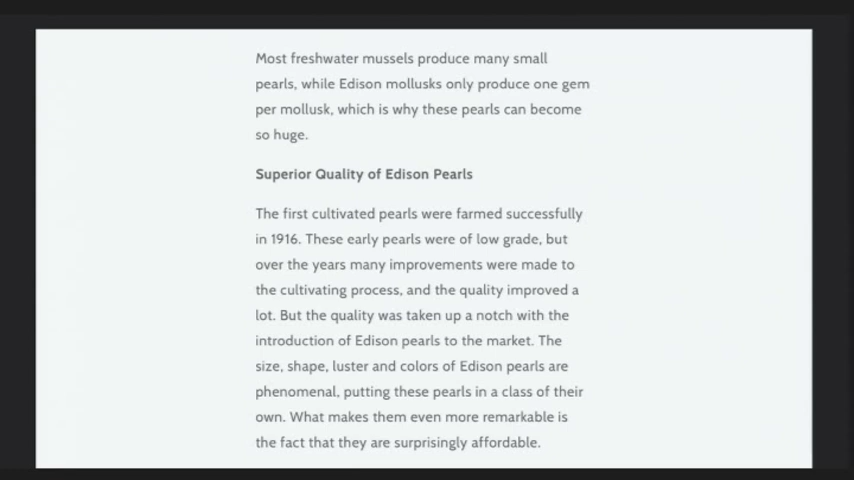 Most freshwater mussels produce many small
pearls, while Edison mollusks only produce one gem
per mollusk, which is why these pearls can become
so huge.
Superior Quality of Edison Pearls
The first cultivated pearls were farmed successfully
in 1916. These early pearls were of low grade, but
over the years many improvements were made to
the cultivating process, and the quality improved a
lot. But the quality was taken up a notch with the
introduction of Edison pearls to the market. The
size, shape, luster and colors of Edison pearls are
phenomenal, putting these pearls in a class of their
own. What makes them even more remarkable is
the fact that they are surprisingly affordable.